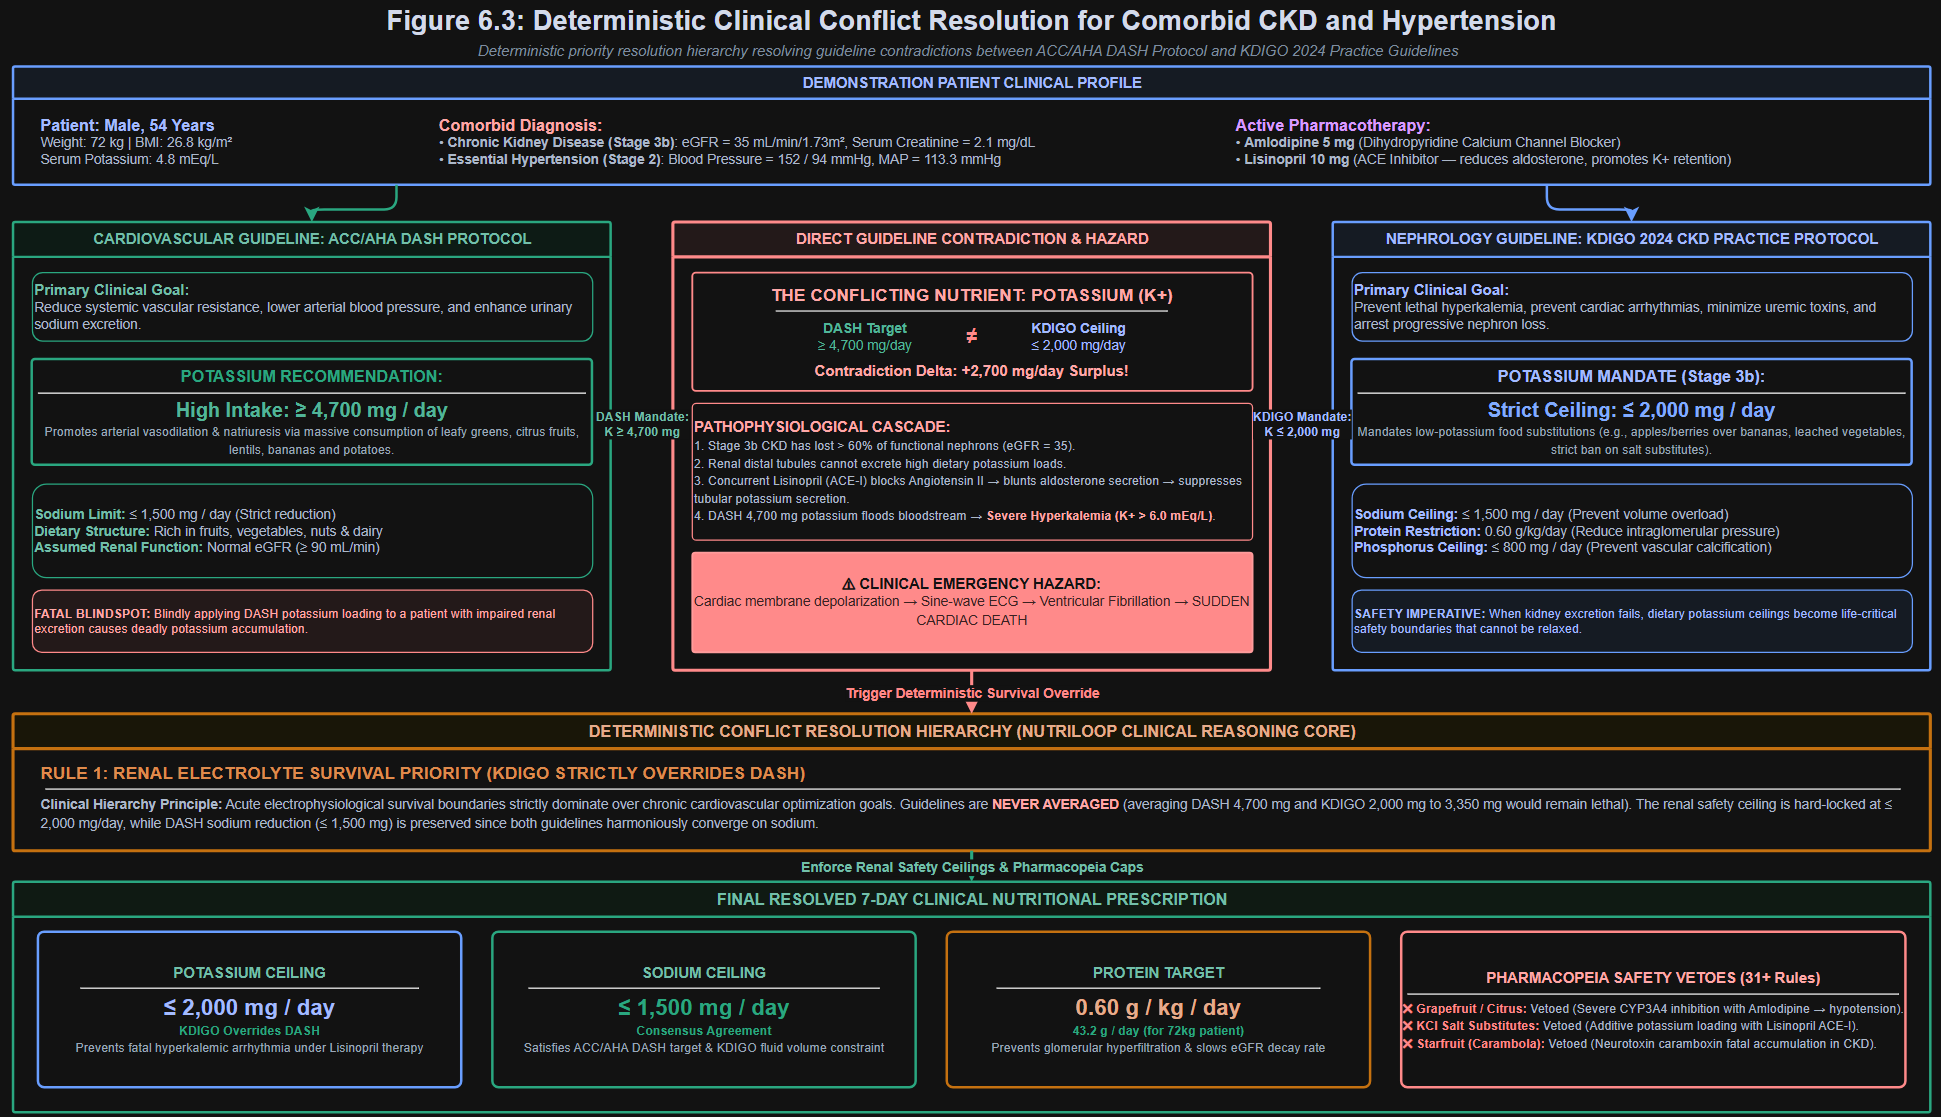 Figure 6.3: Deterministic Clinical Conflict Resolution for Comorbid CKD and Hypertension
Deterministic priority resolution hierarchy resolving guideline contradictions between ACC/AHA DASH Protocol and KDIGO 2024 Practice Guidelines
DEMONSTRATION PATIENT CLINICAL PROFILE
Patient: Male, 54 Years
Weight: 72 kg | BMI: 26.8 kg/m²
Serum Potassium: 4.8 mEq/L
Comorbid Diagnosis:
• Chronic Kidney Disease (Stage 3b): eGFR = 35 mL/min/1.73m², Serum Creatinine = 2.1 mg/dL
• Essential Hypertension (Stage 2): Blood Pressure = 152 / 94 mmHg, MAP = 113.3 mmHg
Active Pharmacotherapy:
• Amlodipine 5 mg (Dihydropyridine Calcium Channel Blocker)
• Lisinopril 10 mg (ACE Inhibitor — reduces aldosterone, promotes K+ retention)
CARDIOVASCULAR GUIDELINE: ACC/AHA DASH PROTOCOL
Primary Clinical Goal:
Reduce systemic vascular resistance, lower arterial blood pressure, and enhance urinary
sodium excretion.
POTASSIUM RECOMMENDATION:
High Intake: ≥ 4,700 mg / day
Promotes arterial vasodilation & natriuresis via massive consumption of leafy greens, citrus fruits,
lentils, bananas and potatoes.
Sodium Limit: ≤ 1,500 mg / day (Strict reduction)
Dietary Structure: Rich in fruits, vegetables, nuts & dairy
Assumed Renal Function: Normal eGFR (≥ 90 mL/min)
FATAL BLINDSPOT: Blindly applying DASH potassium loading to a patient with impaired renal
excretion causes deadly potassium accumulation.
DASH Mandate:
K ≥ 4,700 mg
DIRECT GUIDELINE CONTRADICTION & HAZARD
THE CONFLICTING NUTRIENT: POTASSIUM (K+)
DASH Target
≥ 4,700 mg/day
≠
KDIGO Ceiling
≤ 2,000 mg/day
Contradiction Delta: +2,700 mg/day Surplus!
PATHOPHYSIOLOGICAL CASCADE:
1. Stage 3b CKD has lost > 60% of functional nephrons (eGFR = 35).
2. Renal distal tubules cannot excrete high dietary potassium loads.
3. Concurrent Lisinopril (ACE-I) blocks Angiotensin II → blunts aldosterone secretion → suppresses
tubular potassium secretion.
4. DASH 4,700 mg potassium floods bloodstream → Severe Hyperkalemia (K+ > 6.0 mEq/L).
⚠ CLINICAL EMERGENCY HAZARD:
Cardiac membrane depolarization → Sine-wave ECG → Ventricular Fibrillation → SUDDEN
CARDIAC DEATH
KDIGO Mandate:
K ≤ 2,000 mg
NEPHROLOGY GUIDELINE: KDIGO 2024 CKD PRACTICE PROTOCOL
Primary Clinical Goal:
Prevent lethal hyperkalemia, prevent cardiac arrhythmias, minimize uremic toxins, and
arrest progressive nephron loss.
POTASSIUM MANDATE (Stage 3b):
Strict Ceiling: ≤ 2,000 mg / day
Mandates low-potassium food substitutions (e.g., apples/berries over bananas, leached vegetables,
strict ban on salt substitutes).
Sodium Ceiling: ≤ 1,500 mg / day (Prevent volume overload)
Protein Restriction: 0.60 g/kg/day (Reduce intraglomerular pressure)
Phosphorus Ceiling: ≤ 800 mg / day (Prevent vascular calcification)
SAFETY IMPERATIVE: When kidney excretion fails, dietary potassium ceilings become life-critical
safety boundaries that cannot be relaxed.
Trigger Deterministic Survival Override
DETERMINISTIC CONFLICT RESOLUTION HIERARCHY (NUTRILOOP CLINICAL REASONING CORE)
RULE 1: RENAL ELECTROLYTE SURVIVAL PRIORITY (KDIGO STRICTLY OVERRIDES DASH)
Clinical Hierarchy Principle: Acute electrophysiological survival boundaries strictly dominate over chronic cardiovascular optimization goals. Guidelines are NEVER AVERAGED (averaging DASH 4,700 mg and KDIGO 2,000 mg to 3,350 mg would remain lethal). The renal safety ceiling is hard-locked at ≤
2,000 mg/day, while DASH sodium reduction (≤ 1,500 mg) is preserved since both guidelines harmoniously converge on sodium.
Enforce Renal Safety Ceilings & Pharmacopeia Caps
FINAL RESOLVED 7-DAY CLINICAL NUTRITIONAL PRESCRIPTION
POTASSIUM CEILING
≤ 2,000 mg / day
KDIGO Overrides DASH
Prevents fatal hyperkalemic arrhythmia under Lisinopril therapy
SODIUM CEILING
≤ 1,500 mg / day
Consensus Agreement
Satisfies ACC/AHA DASH target & KDIGO fluid volume constraint
PROTEIN TARGET
0.60 g / kg / day
43.2 g / day (for 72kg patient)
Prevents glomerular hyperfiltration & slows eGFR decay rate
PHARMACOPEIA SAFETY VETOES (31+ Rules)
❌ Grapefruit / Citrus: Vetoed (Severe CYP3A4 inhibition with Amlodipine → hypotension).
❌ KCl Salt Substitutes: Vetoed (Additive potassium loading with Lisinopril ACE-I).
❌ Starfruit (Carambola): Vetoed (Neurotoxin caramboxin fatal accumulation in CKD).